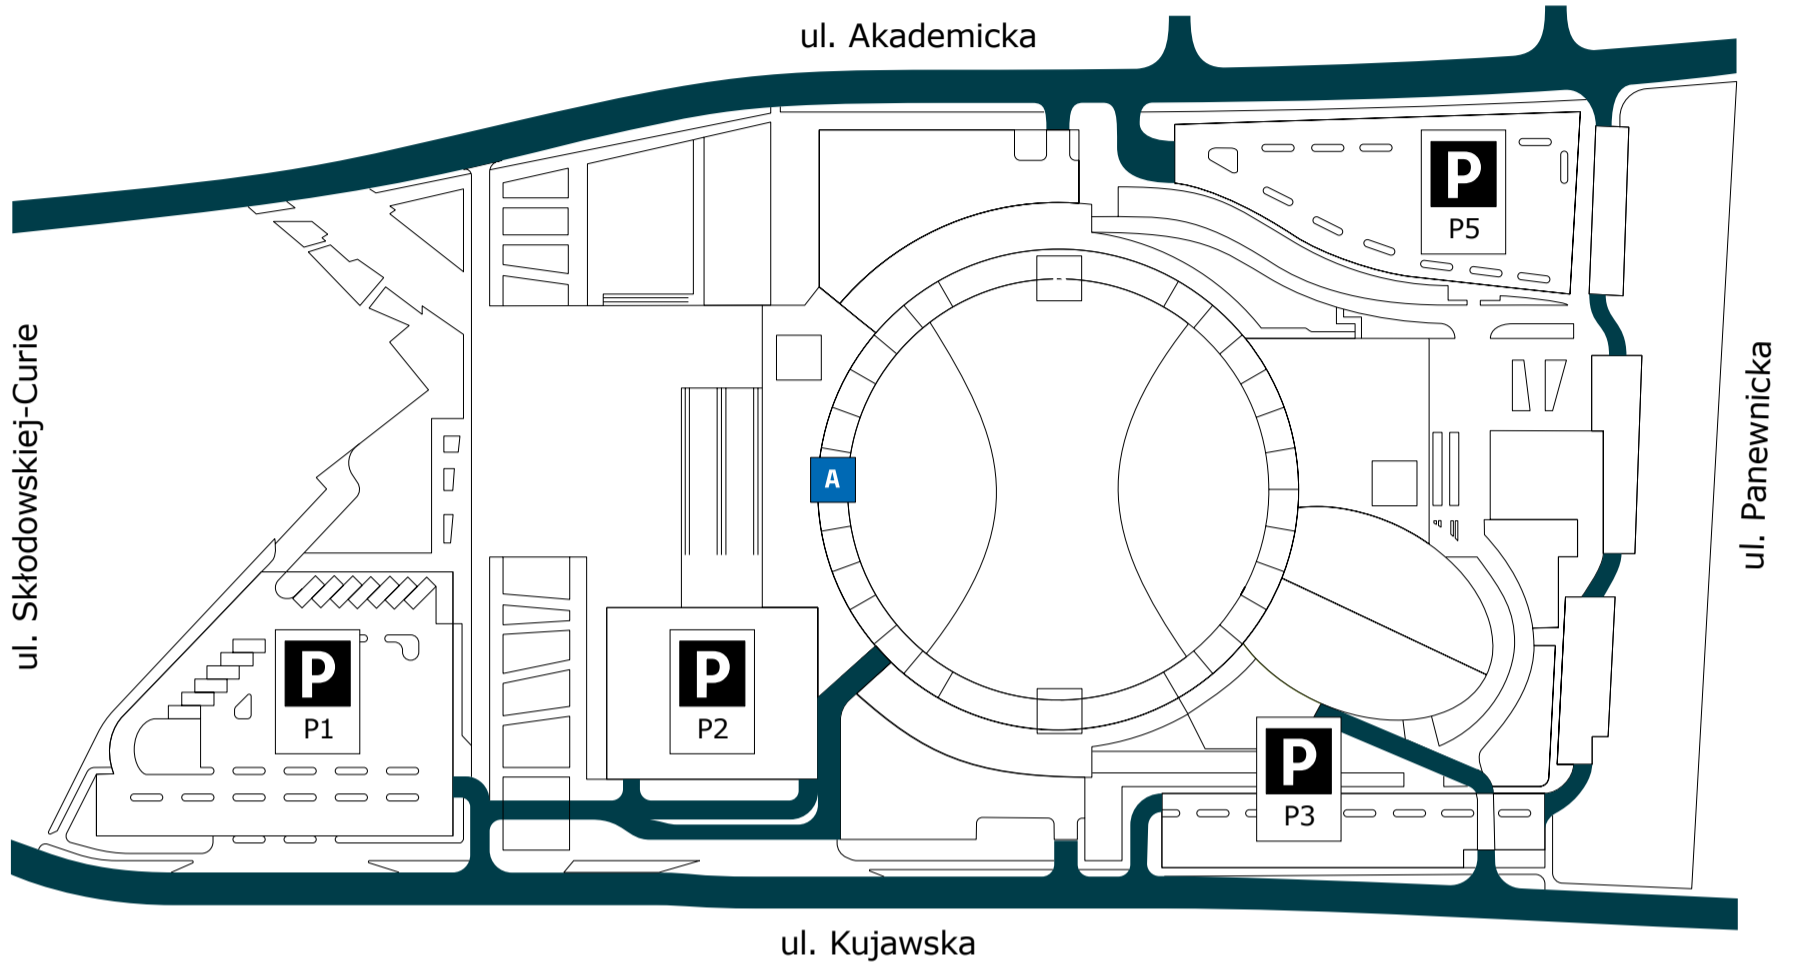 ul. Akademicka
P
P5
ul. Skłodowskiej-Curie
ul. Panewnicka
A
P
P1
P
P2
P
P3
ul. Kujawska